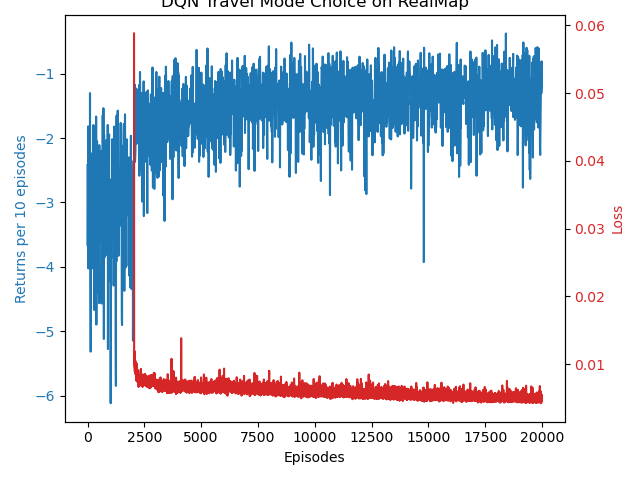 DQN Travel Mode Choice on RealMap
−1
−2
−3
−4
−5
−6
Returns per 10 episodes
0.06
0.05
0.04
0.03
0.02
0.01
Loss
0 2500 5000 7500 10000 12500 15000 17500 20000
Episodes